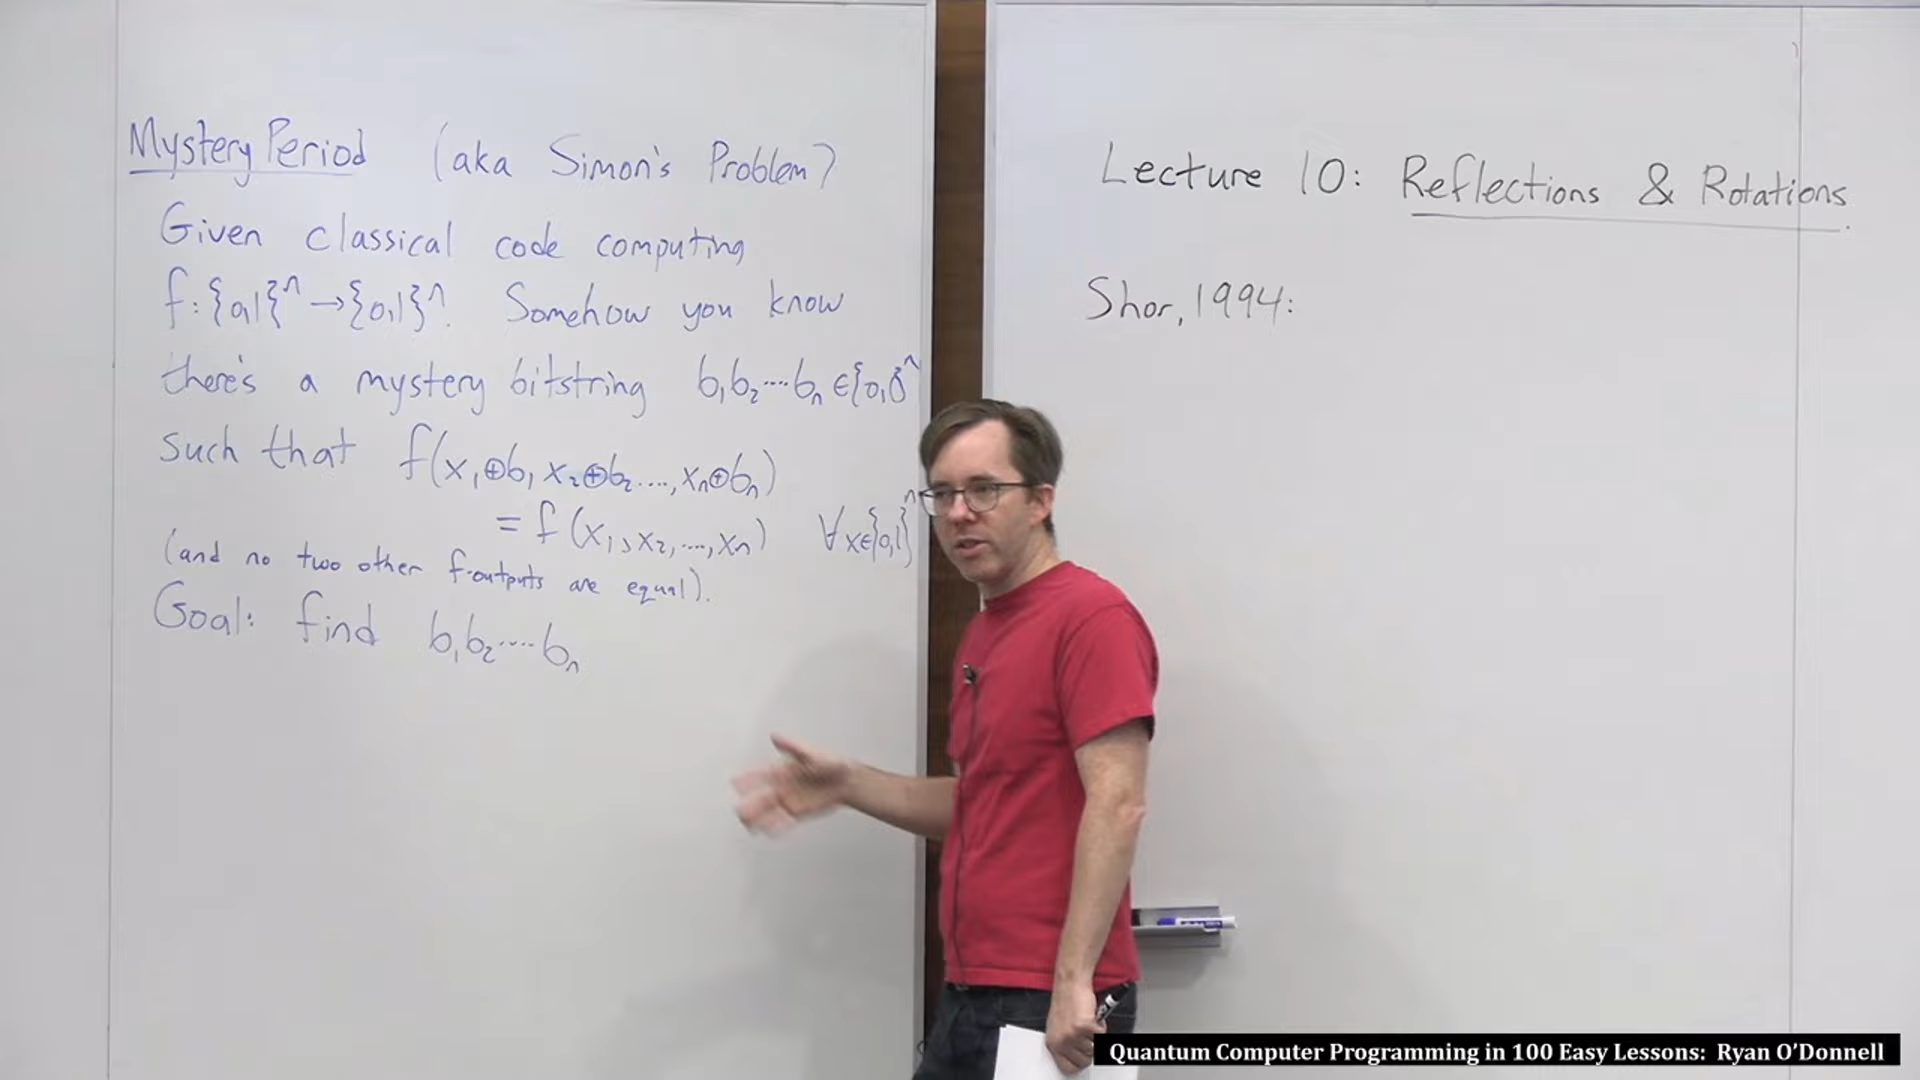 Mystery Period (aka Simon's Problem)
Given classical code computing
f: {0,1}ⁿ → {0,1}ⁿ. Somehow you know
there's a mystery bitstring b₁b₂....bₙ ∈ {0,1}ⁿ
such that f(x₁⊕b₁ x₂⊕b₂....,xₙ⊕bₙ)
= f(x₁,x₂,....,xₙ) ∀x∈{0,1}ⁿ
(and no two other f-outputs are equal).
Goal: find b₁b₂....bₙ
Lecture 10: Reflections & Rotations.
Shor, 1994:
Quantum Computer Programming in 100 Easy Lessons: Ryan O'Donnell